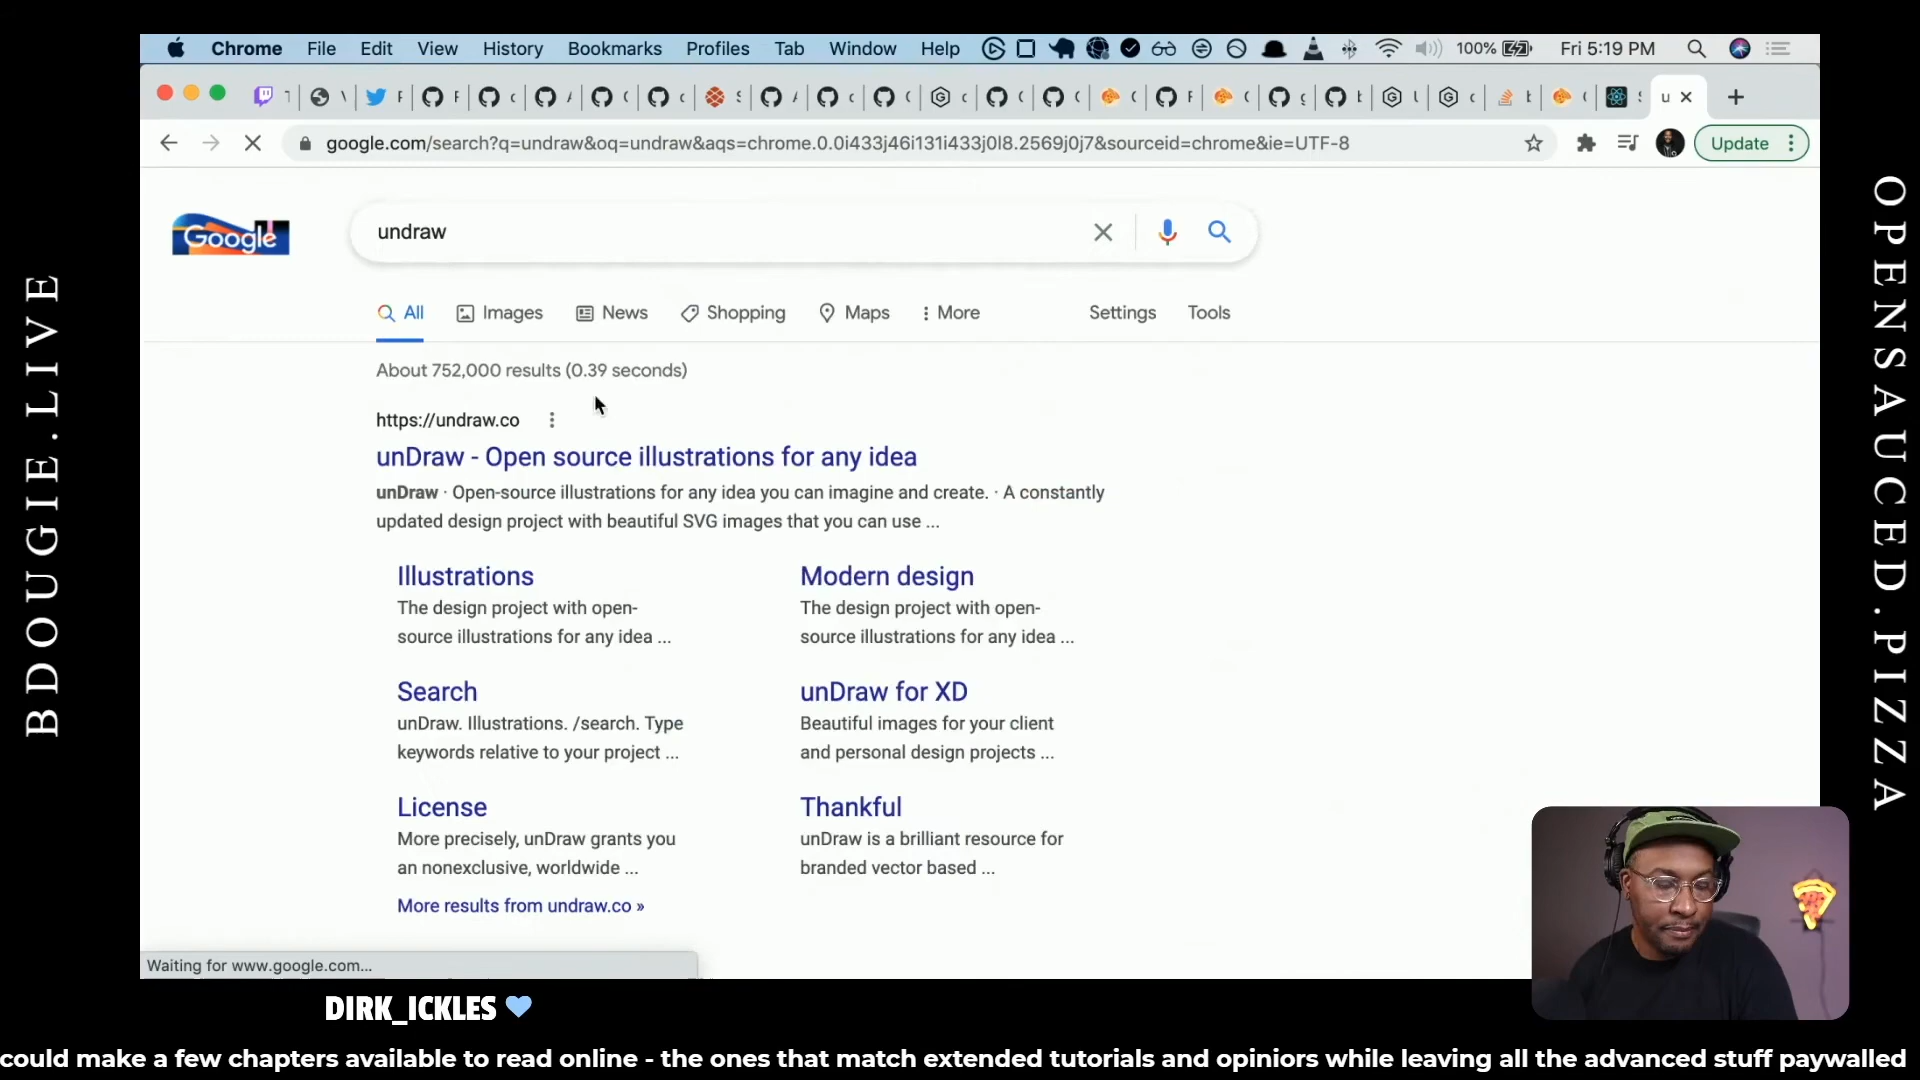 Chrome File Edit View History Bookmarks Profiles Tab Window Help 100% Fri 5:19 PM
u
google.com/search?q=undraw&oq=undraw&aqs=chrome.0.0i433j46i131i433j0l8.2569j0j7&sourceid=chrome&ie=UTF-8
Update
Google
undraw
All Images News Shopping Maps More Settings Tools
About 752,000 results (0.39 seconds)
https://undraw.co
unDraw - Open source illustrations for any idea
unDraw · Open-source illustrations for any idea you can imagine and create. · A constantly
updated design project with beautiful SVG images that you can use ...
Illustrations
The design project with open-
source illustrations for any idea ...
Modern design
The design project with open-
source illustrations for any idea ...
Search
unDraw. Illustrations. /search. Type
keywords relative to your project ...
unDraw for XD
Beautiful images for your client
and personal design projects ...
License
More precisely, unDraw grants you
an nonexclusive, worldwide ...
Thankful
unDraw is a brilliant resource for
branded vector based ...
More results from undraw.co »
Waiting for www.google.com...
BDOUGIE.LIVE
OPENSAUCED.PIZZA
DIRK_ICKLES
could make a few chapters available to read online - the ones that match extended tutorials and opiniors while leaving all the advanced stuff paywalled